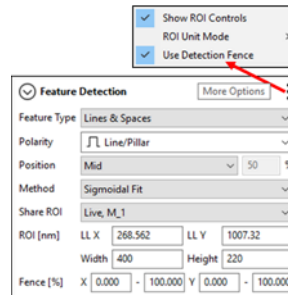 Show ROI Controls
ROI Unit Mode
Use Detection Fence
Feature Detection More Options
Feature Type Lines & Spaces
Polarity Line/Pillar
Position Mid 50 %
Method Sigmoidal Fit
Share ROI Live, M_1
ROI [nm] LL X 268.562 LL Y 1007.32
Width 400 Height 220
Fence [%] X 0.000 - 100.000 Y 0.000 - 100.000